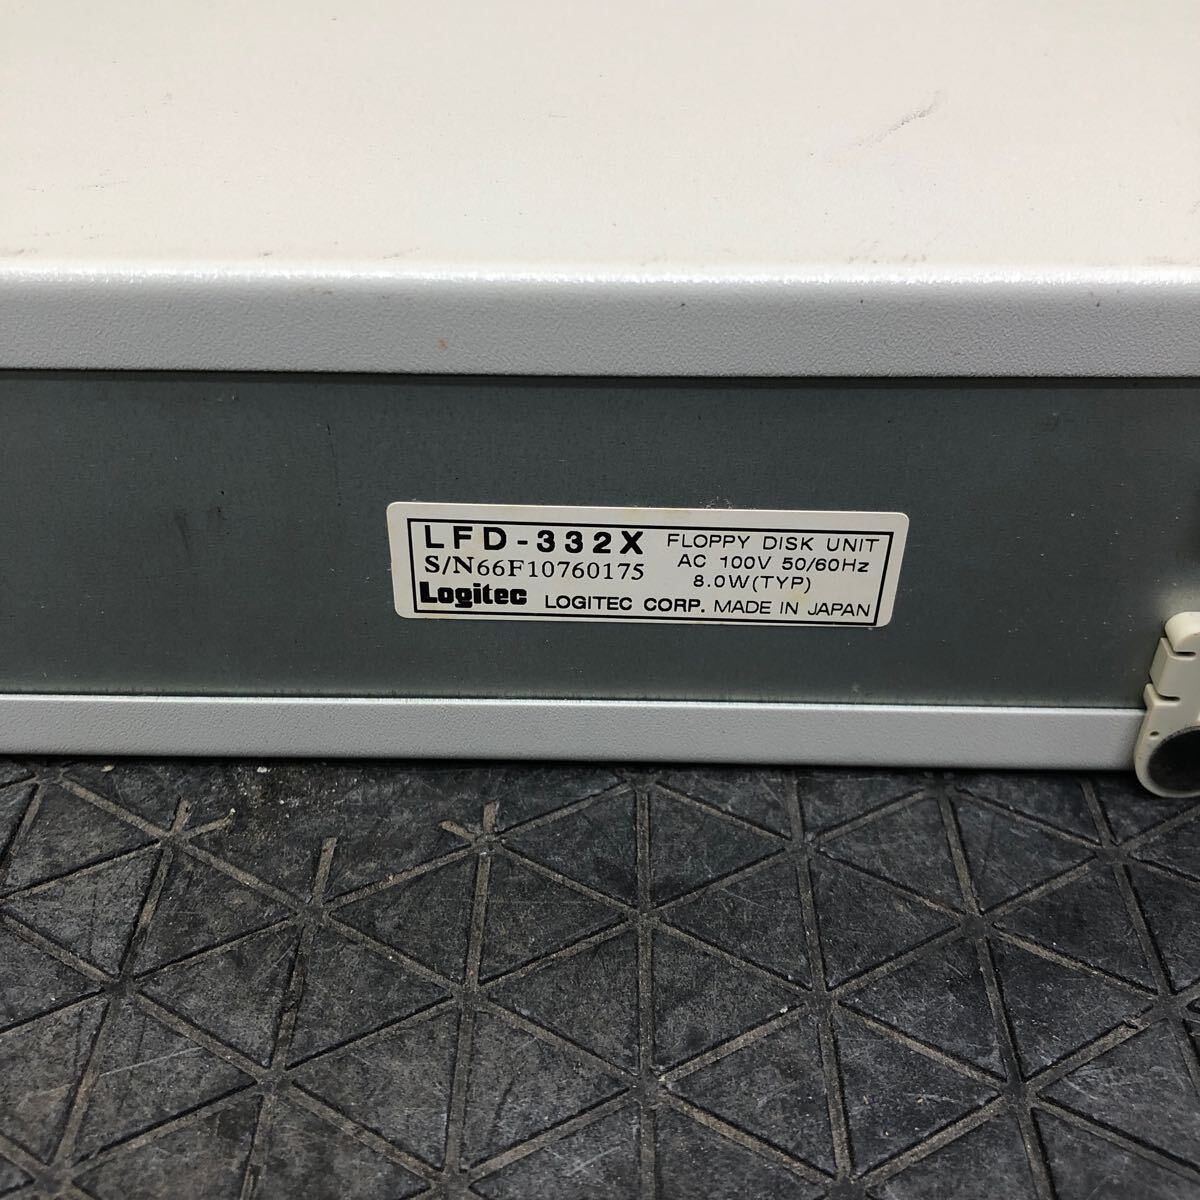 LFD-332X FLOPPY DISK UNIT
S/N66F10760175 AC 100V 50/60Hz
8.0W(TYP)
Logitec LOGITEC CORP. MADE IN JAPAN